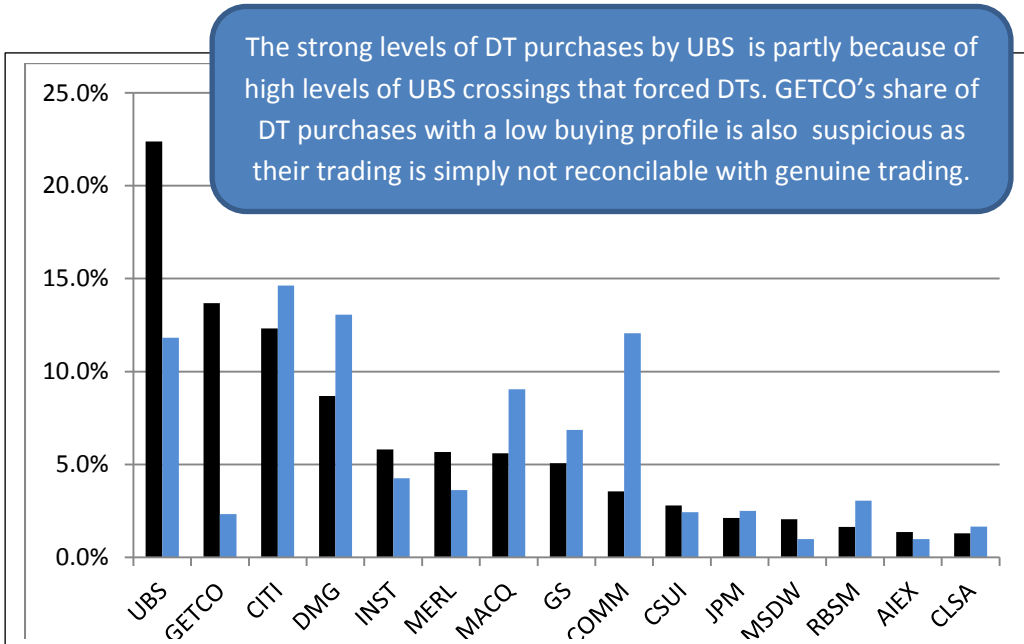 The strong levels of DT purchases by UBS is partly because of
high levels of UBS crossings that forced DTs. GETCO's share of
DT purchases with a low buying profile is also suspicious as
their trading is simply not reconcilable with genuine trading.
25.0%
20.0%
15.0%
10.0%
5.0%
0.0%
UBS
GETCO
CITI
DMG
INST
MERL
MACQ
GS
COMM
CSUI
JPM
MSDW
RBSM
AIEX
CLSA